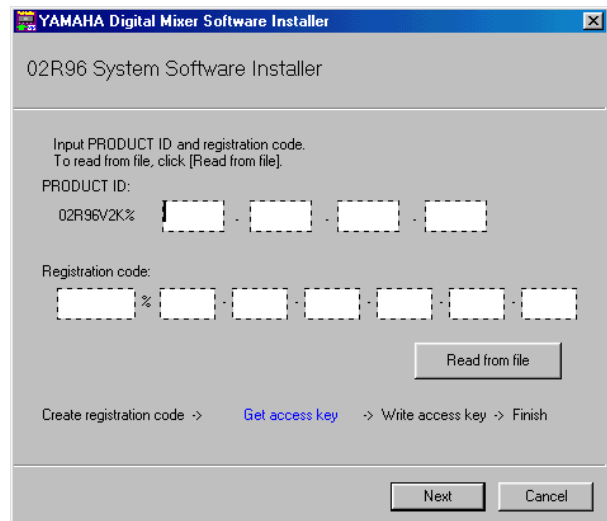 YAMAHA Digital Mixer Software Installer
02R96 System Software Installer
Input PRODUCT ID and registration code.
To read from file, click [Read from file].
PRODUCT ID:
02R96V2K% - - -
Registration code:
% - - - - -
Read from file
Create registration code -> Get access key -> Write access key -> Finish
Next Cancel